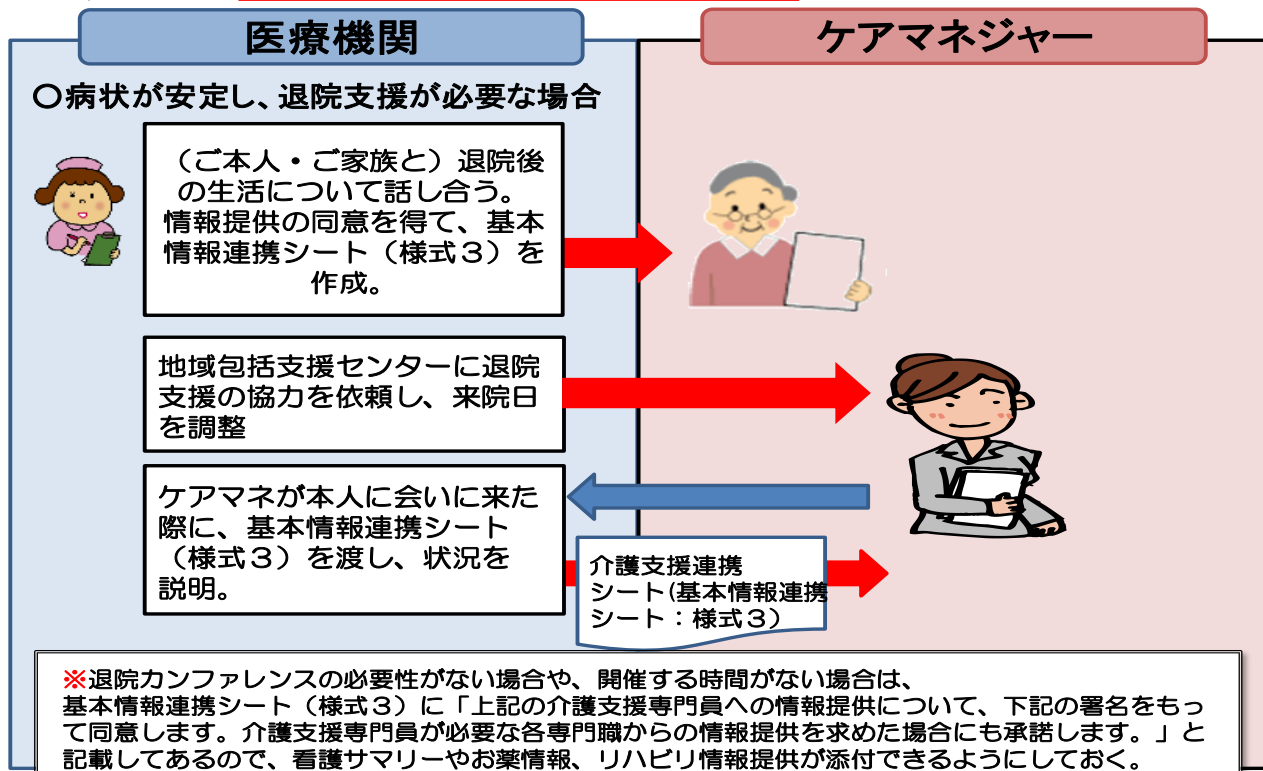 医療機関
ケアマネジャー
〇病状が安定し、退院支援が必要な場合
（ご本人・ご家族と）退院後
の生活について話し合う。
情報提供の同意を得て、基本
情報連携シート（様式３）を
作成。
地域包括支援センターに退院
支援の協力を依頼し、来院日
を調整
ケアマネが本人に会いに来た
際に、基本情報連携シート
（様式３）を渡し、状況を
説明。
介護支援連携
シート(基本情報連携
シート：様式３）
※退院カンファレンスの必要性がない場合や、開催する時間がない場合は、
基本情報連携シート（様式３）に「上記の介護支援専門員への情報提供について、下記の署名をもっ
て同意します。介護支援専門員が必要な各専門職からの情報提供を求めた場合にも承諾します。」と
記載してあるので、看護サマリーやお薬情報、リハビリ情報提供が添付できるようにしておく。